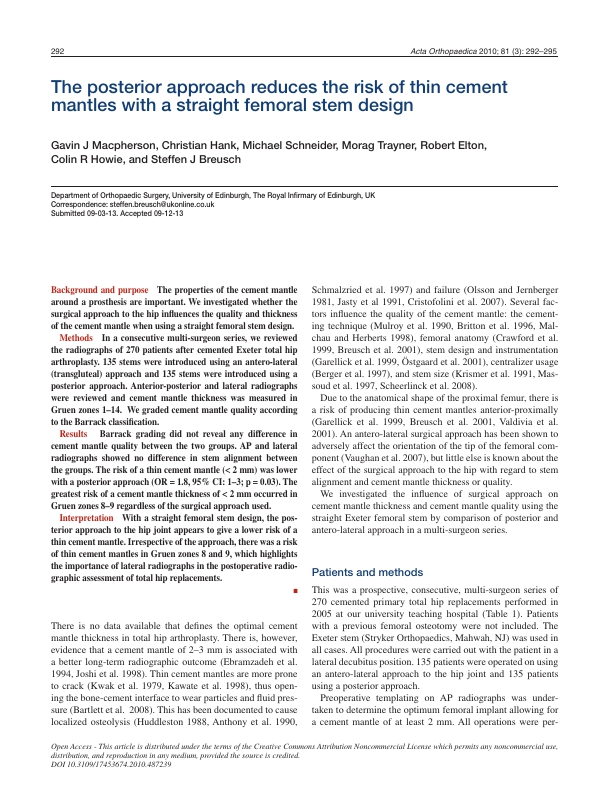 292
Acta Orthopaedica 2010; 81 (3): 292–295
The posterior approach reduces the risk of thin cement
mantles with a straight femoral stem design
Gavin J Macpherson, Christian Hank, Michael Schneider, Morag Trayner, Robert Elton,
Colin R Howie, and Steffen J Breusch
Department of Orthopaedic Surgery, University of Edinburgh, The Royal Infirmary of Edinburgh, UK
Correspondence: steffen.breusch@ukonline.co.uk
Submitted 09-03-13. Accepted 09-12-13
Background and purpose   The properties of the cement mantle
around a prosthesis are important. We investigated whether the
surgical approach to the hip influences the quality and thickness
of the cement mantle when using a straight femoral stem design.
Methods   In a consecutive multi-surgeon series, we reviewed
the radiographs of 270 patients after cemented Exeter total hip
arthroplasty. 135 stems were introduced using an antero-lateral
(transgluteal) approach and 135 stems were introduced using a
posterior approach. Anterior-posterior and lateral radiographs
were reviewed and cement mantle thickness was measured in
Gruen zones 1–14.  We graded cement mantle quality according
to the Barrack classification.
Results   Barrack grading did not reveal any difference in
cement mantle quality between the two groups. AP and lateral
radiographs showed no difference in stem alignment between
the groups. The risk of a thin cement mantle (< 2 mm) was lower
with a posterior approach (OR = 1.8, 95% CI: 1–3; p = 0.03). The
greatest risk of a cement mantle thickness of < 2 mm occurred in
Gruen zones 8–9 regardless of the surgical approach used.
Interpretation   With a straight femoral stem design, the pos-
terior approach to the hip joint appears to give a lower risk of a
thin cement mantle. Irrespective of the approach, there was a risk
of thin cement mantles in Gruen zones 8 and 9, which highlights
the importance of lateral radiographs in the postoperative radio-
graphic assessment of total hip replacements.
There is no data available that defines the optimal cement
mantle thickness in total hip arthroplasty. There is, however,
evidence that a cement mantle of 2–3 mm is associated with
a better long-term radiographic outcome (Ebramzadeh et al.
1994, Joshi et al. 1998). Thin cement mantles are more prone
to crack (Kwak et al. 1979, Kawate et al. 1998), thus open-
ing the bone-cement interface to wear particles and fluid pres-
sure (Bartlett et al. 2008). This has been documented to cause
localized osteolysis (Huddleston 1988, Anthony et al. 1990,
Schmalzried et al. 1997) and failure (Olsson and Jernberger
1981, Jasty et al 1991, Cristofolini et al. 2007). Several fac-
tors influence the quality of the cement mantle: the cement-
ing technique (Mulroy et al. 1990, Britton et al. 1996, Mal-
chau and Herberts 1998), femoral anatomy (Crawford et al.
1999, Breusch et al. 2001), stem design and instrumentation
(Garellick et al. 1999, Östgaard et al. 2001), centralizer usage
(Berger et al. 1997), and stem size (Krismer et al. 1991, Mas-
soud et al. 1997, Scheerlinck et al. 2008).
Due to the anatomical shape of the proximal femur, there is
a risk of producing thin cement mantles anterior-proximally
(Garellick et al. 1999, Breusch et al. 2001, Valdivia et al.
2001). An antero-lateral surgical approach has been shown to
adversely affect the orientation of the tip of the femoral com-
ponent (Vaughan et al. 2007), but little else is known about the
effect of the surgical approach to the hip with regard to stem
alignment and cement mantle thickness or quality.
We investigated the influence of surgical approach on
cement mantle thickness and cement mantle quality using the
straight Exeter femoral stem by comparison of posterior and
antero-lateral approach in a multi-surgeon series.
Patients and methods
This was a prospective, consecutive, multi-surgeon series of
270 cemented primary total hip replacements performed in
2005 at our university teaching hospital (Table 1). Patients
with a previous femoral osteotomy were not included. The
Exeter stem (Stryker Orthopaedics, Mahwah, NJ) was used in
all cases. All procedures were carried out with the patient in a
lateral decubitus position. 135 patients were operated on using
an antero-lateral approach to the hip joint and 135 patients
using a posterior approach.
Preoperative templating on AP radiographs was under-
taken to determine the optimum femoral implant allowing for
a cement mantle of at least 2 mm. All operations were per-
Open Access - This article is distributed under the terms of the Creative Commons Attribution Noncommercial License which permits any noncommercial use,
distribution, and reproduction in any medium, provided the source is credited.
DOI 10.3109/17453674.2010.487239